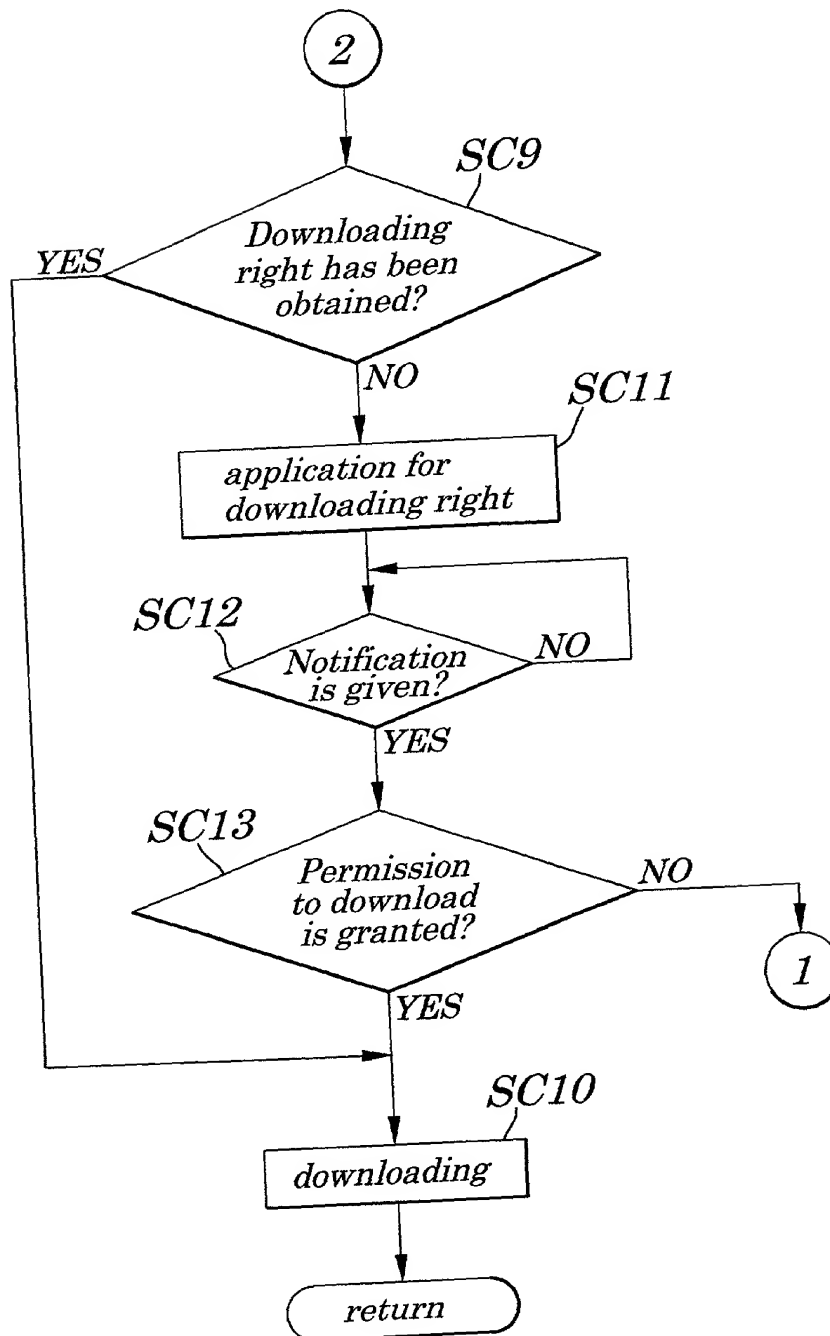 2
SC9
Downloading
right has been
obtained?
YES
NO
SC11
application for
downloading right
SC12
Notification
is given?
NO
YES
SC13
Permission
to download
is granted?
NO
1
YES
SC10
downloading
return